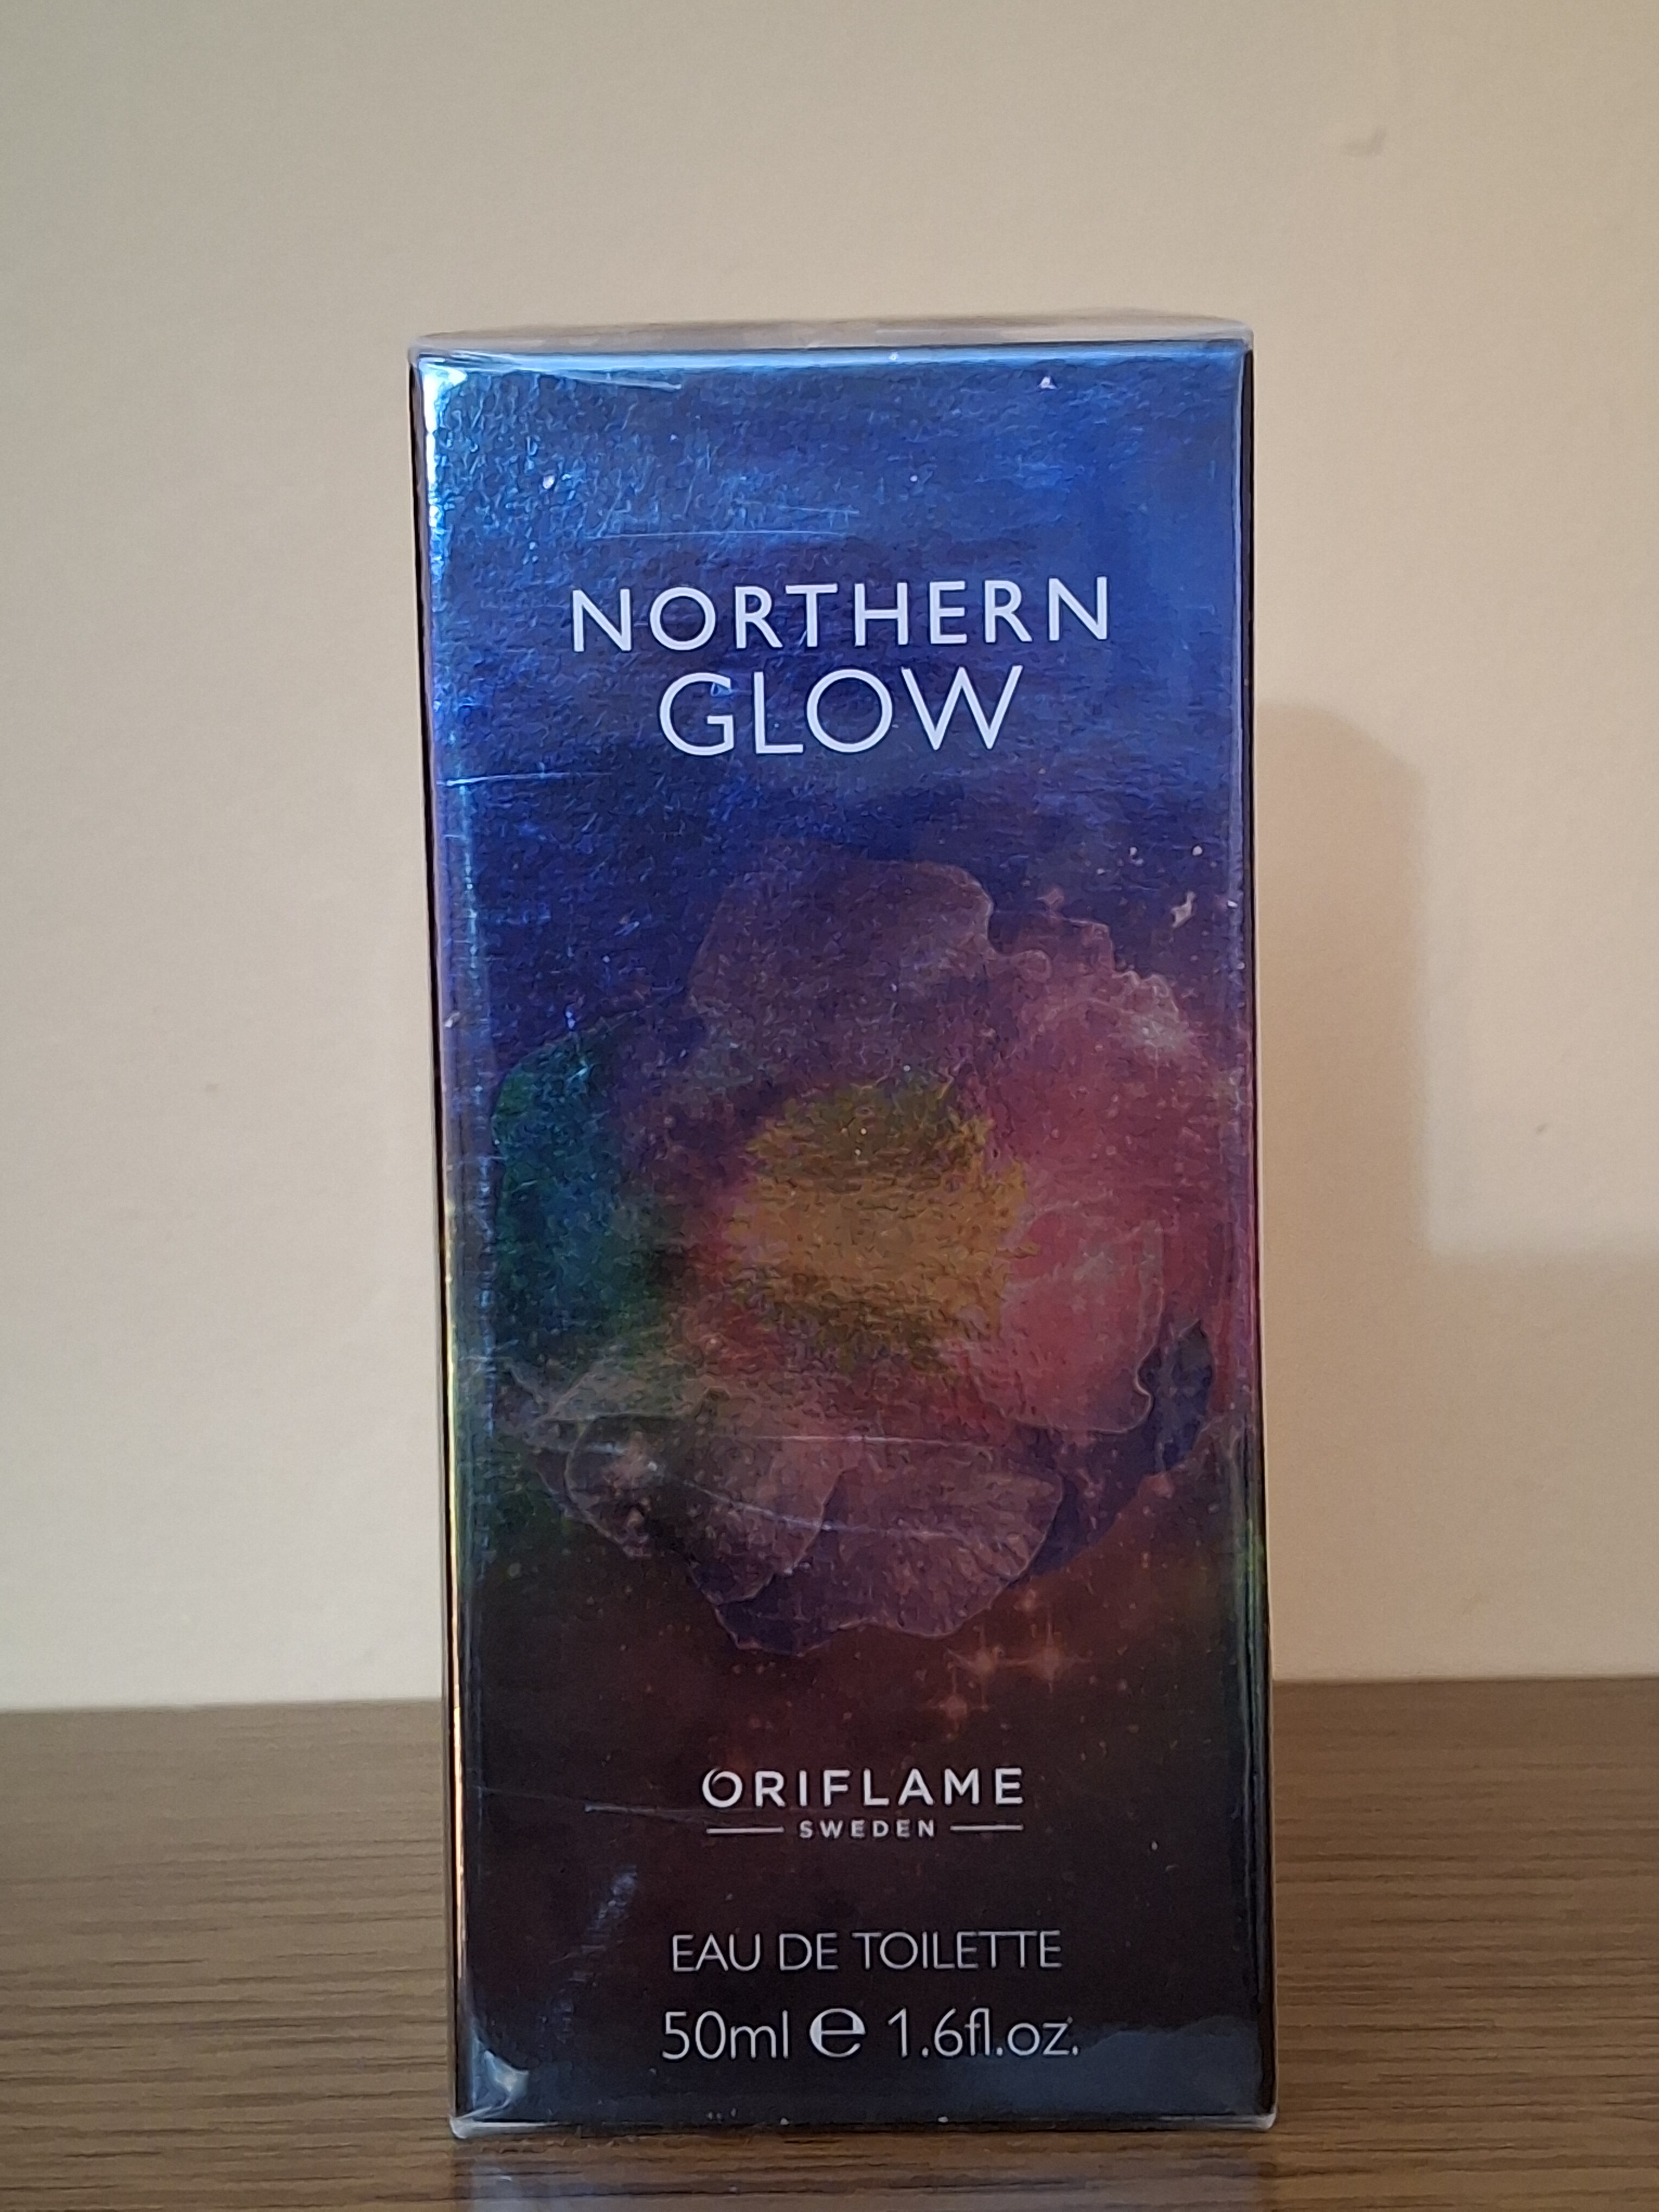 NORTHERN
GLOW
ORIFLAME
SWEDEN
EAU DE TOILETTE
50ml ℮ 1.6fl.oz.